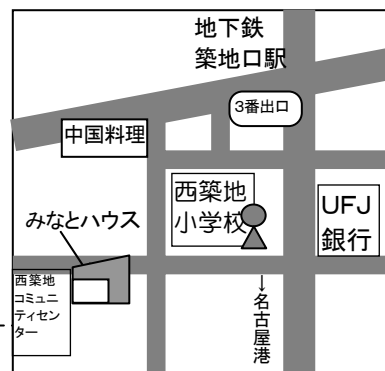 地下鉄
築地口駅
3番出口
中国料理
西築地
小学校
UFJ
銀行
みなとハウス
西築地
コミュニ
ティセン
ター
↓名古屋港